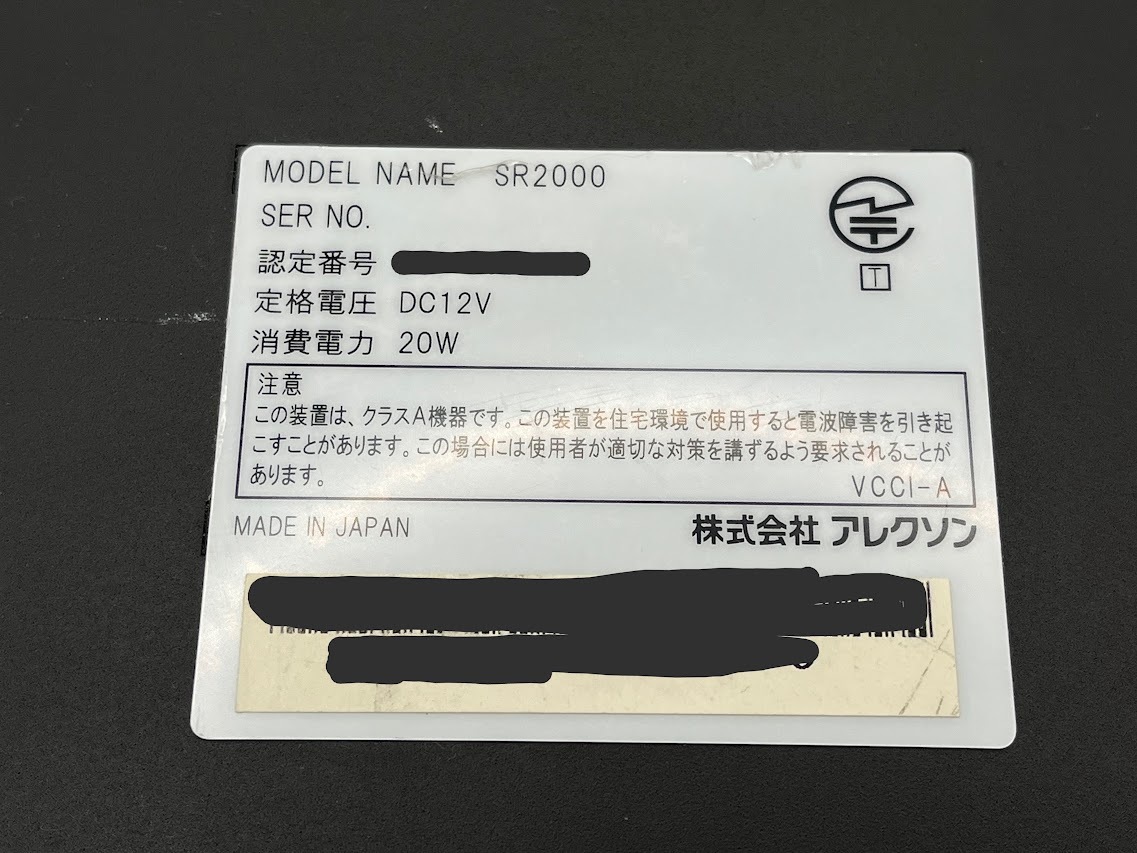 MODEL NAME SR2000
SER NO.
認定番号
定格電圧 DC12V
消費電力 20W
T
注意
この装置は、クラスA機器です。この装置を住宅環境で使用すると電波障害を引き起
こすことがあります。この場合には使用者が適切な対策を講ずるよう要求されることが
あります。
VCCI-A
MADE IN JAPAN 株式会社 アレクソン